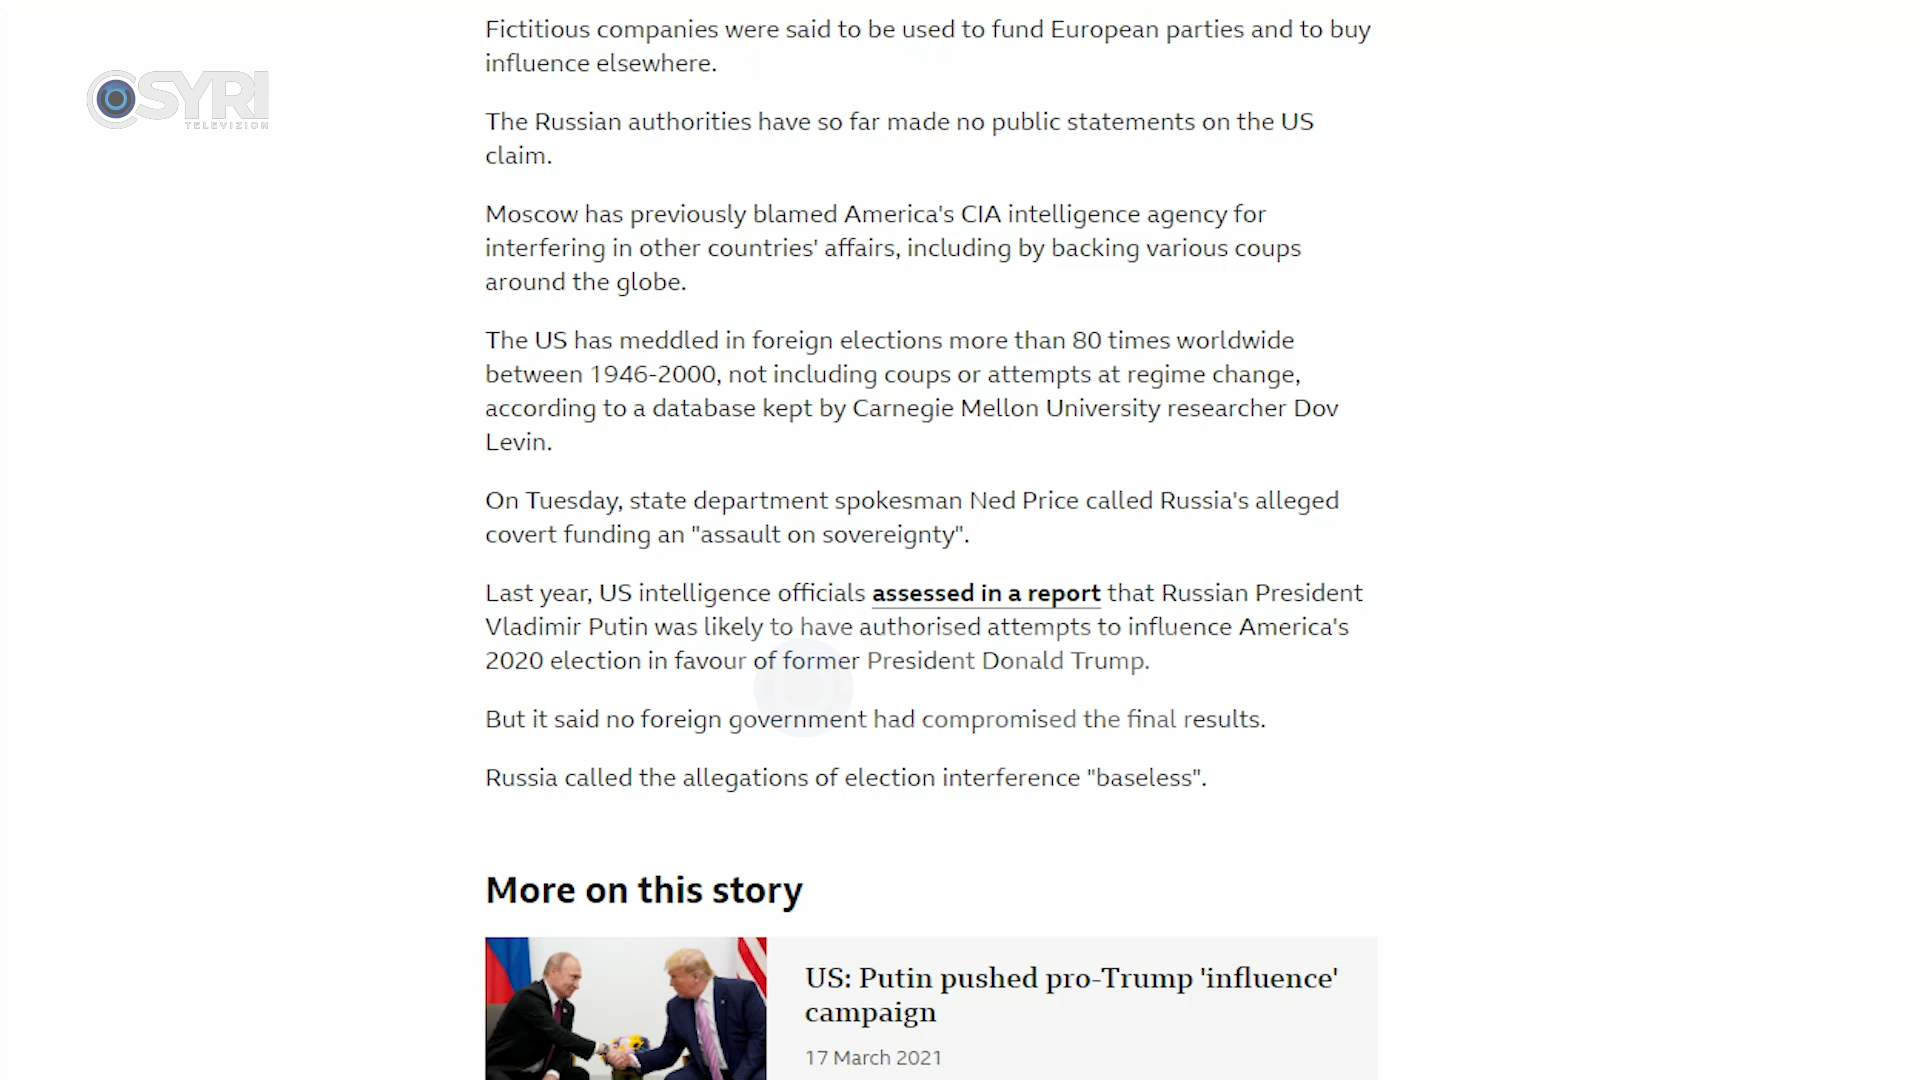 SYRI
TELEVIZION
Fictitious companies were said to be used to fund European parties and to buy
influence elsewhere.
The Russian authorities have so far made no public statements on the US
claim.
Moscow has previously blamed America's CIA intelligence agency for
interfering in other countries' affairs, including by backing various coups
around the globe.
The US has meddled in foreign elections more than 80 times worldwide
between 1946-2000, not including coups or attempts at regime change,
according to a database kept by Carnegie Mellon University researcher Dov
Levin.
On Tuesday, state department spokesman Ned Price called Russia's alleged
covert funding an "assault on sovereignty".
Last year, US intelligence officials assessed in a report that Russian President
Vladimir Putin was likely to have authorised attempts to influence America's
2020 election in favour of former President Donald Trump.
But it said no foreign government had compromised the final results.
Russia called the allegations of election interference "baseless".
More on this story
US: Putin pushed pro-Trump 'influence'
campaign
17 March 2021